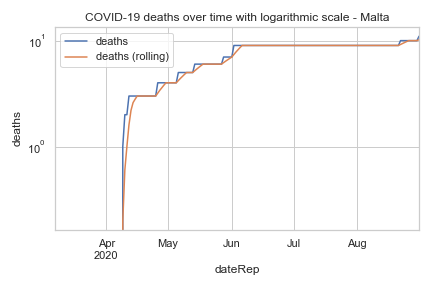 COVID-19 deaths over time with logarithmic scale - Malta
deaths
deaths (rolling)
10¹
10⁰
deaths
Apr
2020
May
Jun
Jul
Aug
dateRep